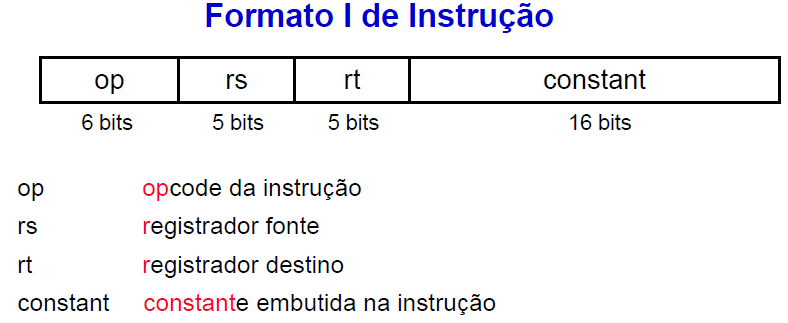 Formato I de Instrução
op rs rt constant
6 bits 5 bits 5 bits 16 bits
op opcode da instrução
rs registrador fonte
rt registrador destino
constant constante embutida na instrução